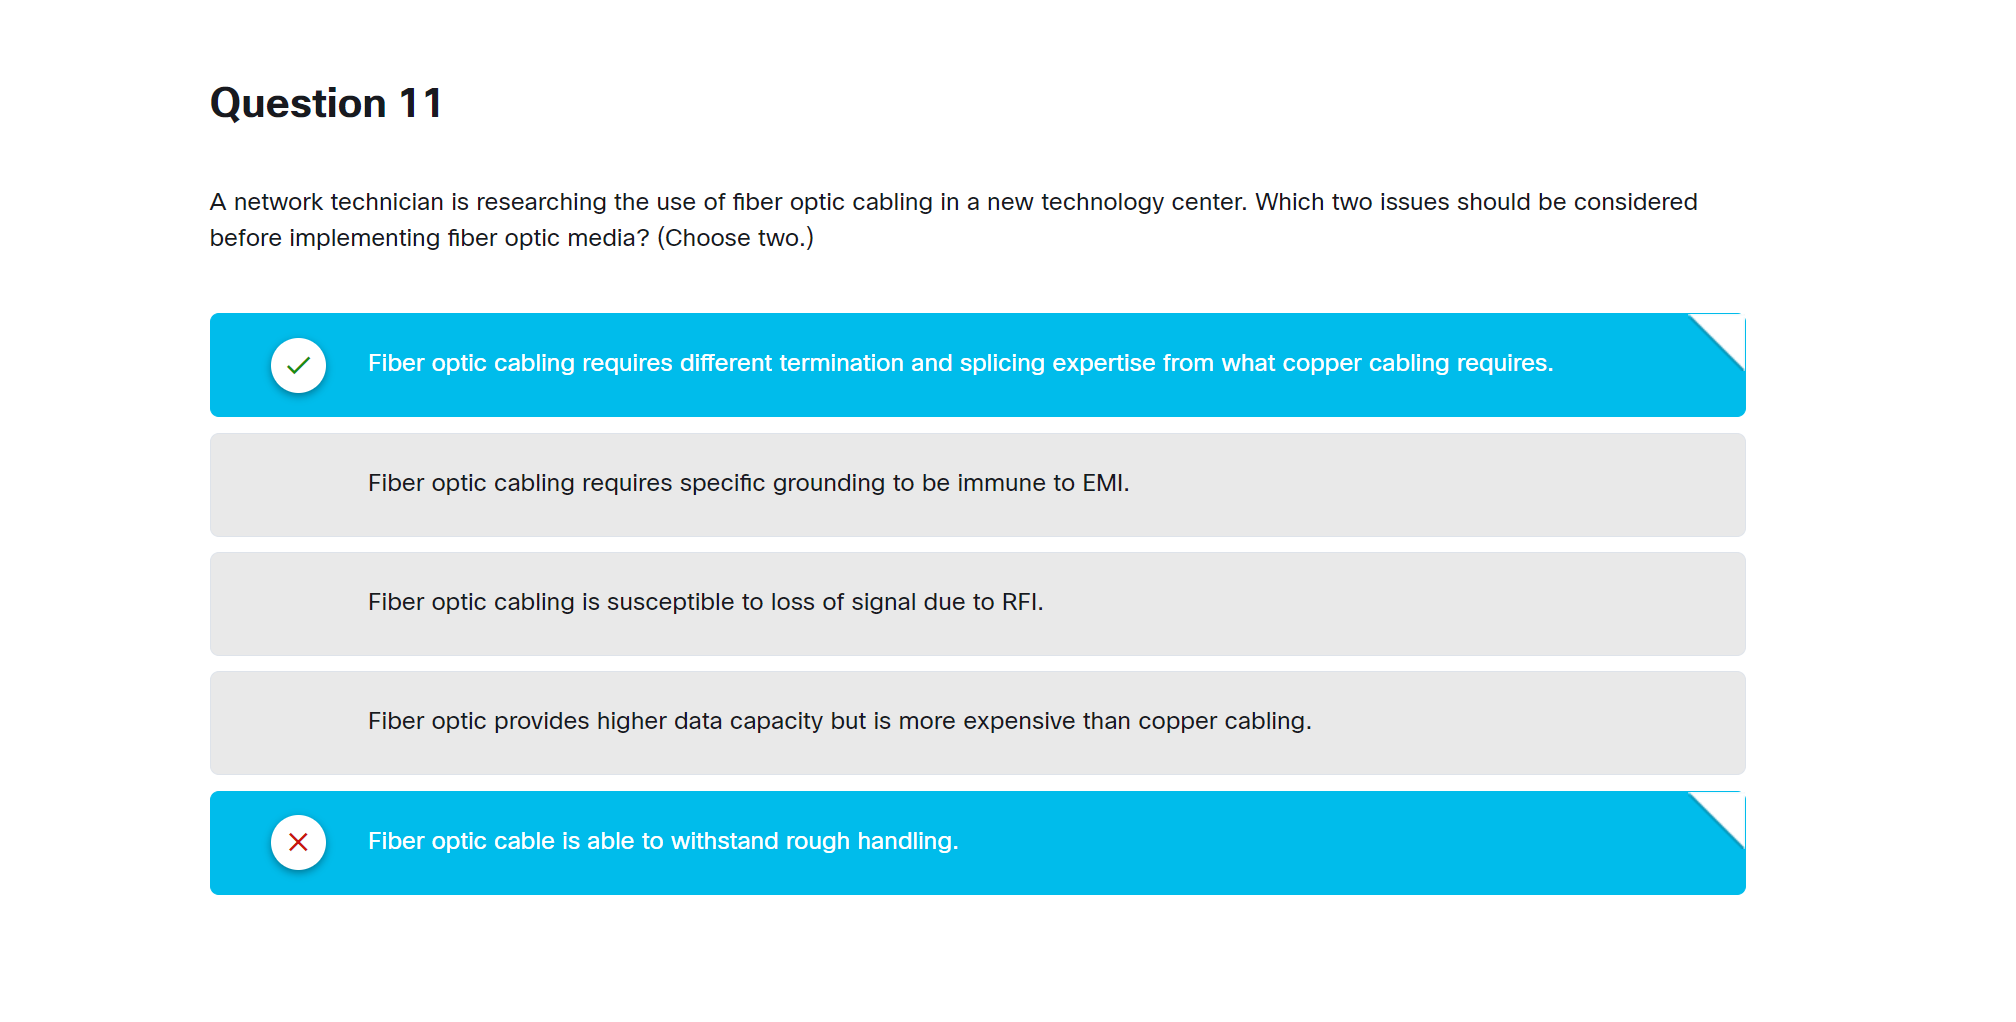 Question 11
A network technician is researching the use of fiber optic cabling in a new technology center. Which two issues should be considered
before implementing fiber optic media? (Choose two.)
Fiber optic cabling requires different termination and splicing expertise from what copper cabling requires.
Fiber optic cabling requires specific grounding to be immune to EMI.
Fiber optic cabling is susceptible to loss of signal due to RFI.
Fiber optic provides higher data capacity but is more expensive than copper cabling.
Fiber optic cable is able to withstand rough handling.